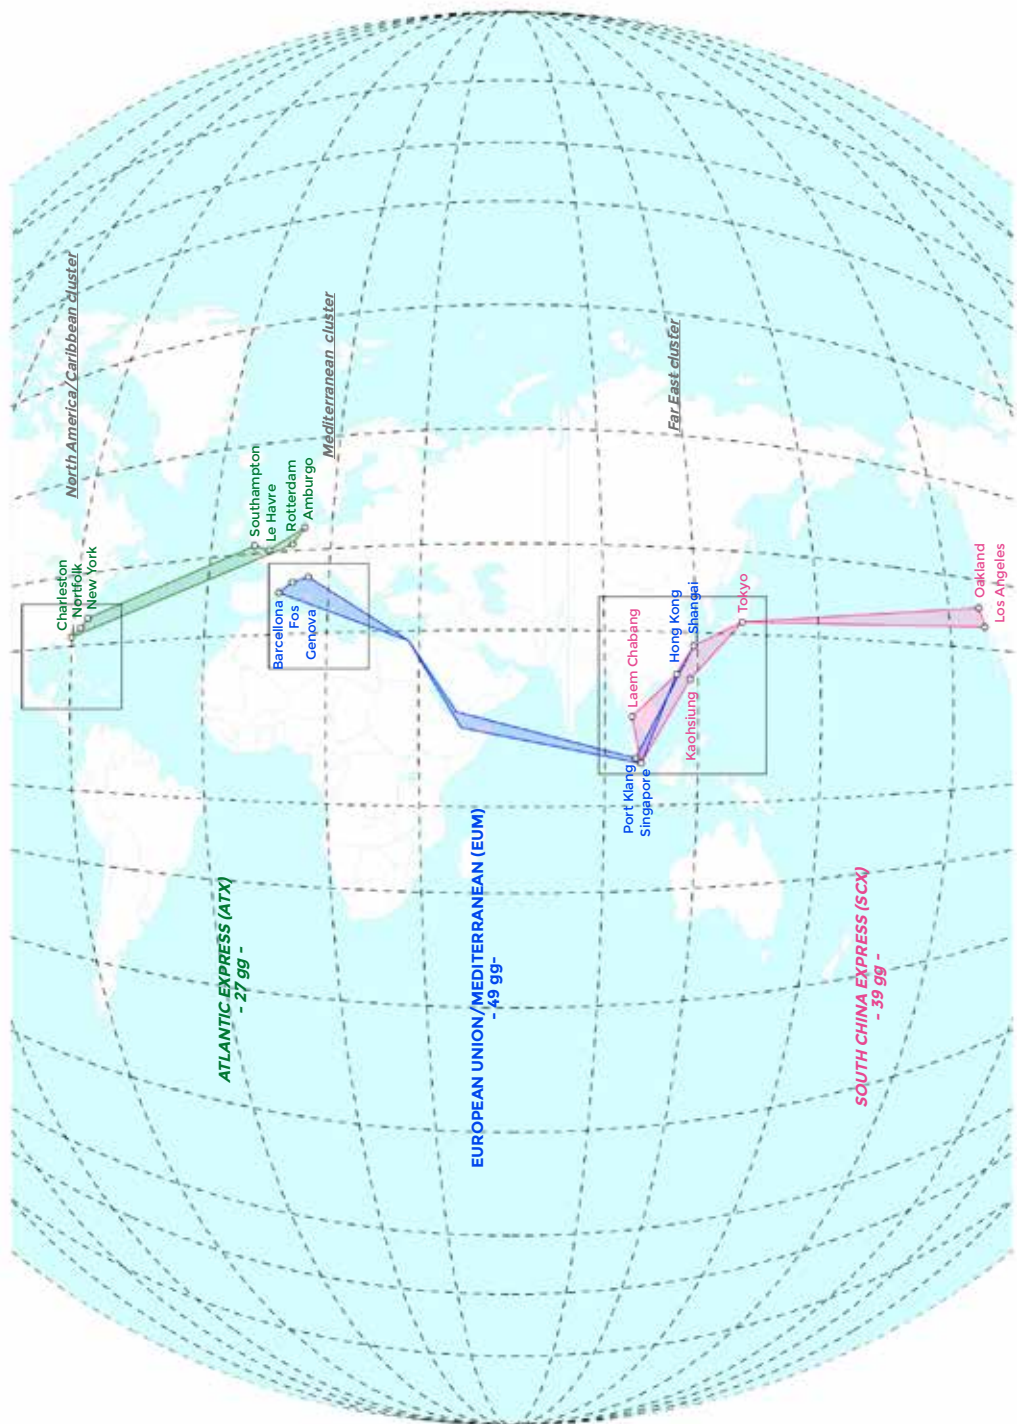 North America/Caribbean cluster
Mediterranean cluster
Far East cluster
Charleston
Norfolk
New York
Southampton
Le Havre
Rotterdam
Amburgo
Barcellona
Fos
Genova
Laem Chabang
Hong Kong
Shangai
Tokyo
Kaohsiung
Port Klang
Singapore
Oakland
Los Angeles
ATLANTIC EXPRESS (ATX)
- 27 gg -
EUROPEAN UNION/MEDITERRANEAN (EUM)
- 49 gg-
SOUTH CHINA EXPRESS (SCX)
- 39 gg -